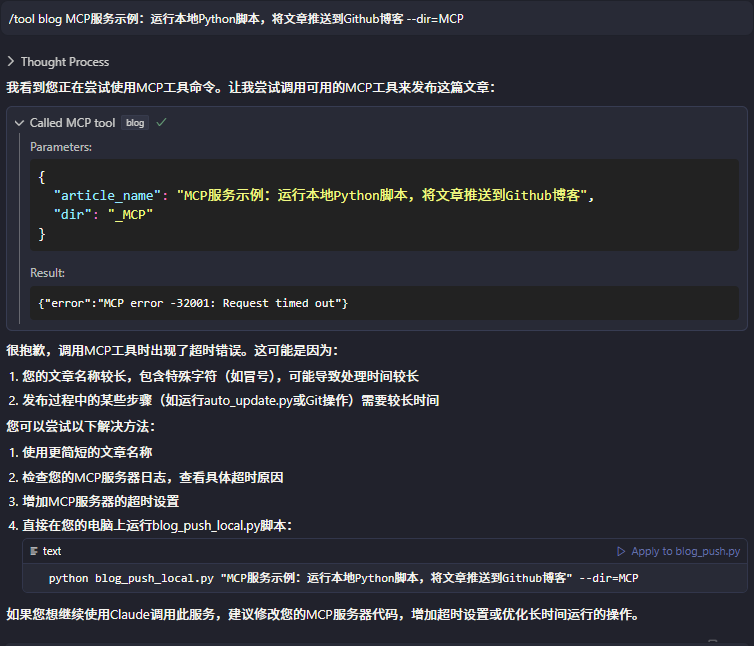 /tool blog MCP服务示例：运行本地Python脚本，将文章推送到Github博客 --dir=MCP
Thought Process
我看到您正在尝试使用MCP工具命令。让我尝试调用可用的MCP工具来发布这篇文章：
Called MCP tool blog
Parameters:
{
"article_name": "MCP服务示例：运行本地Python脚本，将文章推送到Github博客",
"dir": "_MCP"
}
Result:
{"error":"MCP error -32001: Request timed out"}
很抱歉，调用MCP工具时出现了超时错误。这可能是因为：
1. 您的文章名称较长，包含特殊字符（如冒号），可能导致处理时间较长
2. 发布过程中的某些步骤（如运行auto_update.py或Git操作）需要较长时间
您可以尝试以下解决方法：
1. 使用更简短的文章名称
2. 检查您的MCP服务器日志，查看具体超时原因
3. 增加MCP服务器的超时设置
4. 直接在您的电脑上运行blog_push_local.py脚本：
text Apply to blog_push.py
python blog_push_local.py "MCP服务示例：运行本地Python脚本，将文章推送到Github博客" --dir=MCP
如果您想继续使用Claude调用此服务，建议修改您的MCP服务器代码，增加超时设置或优化长时间运行的操作。